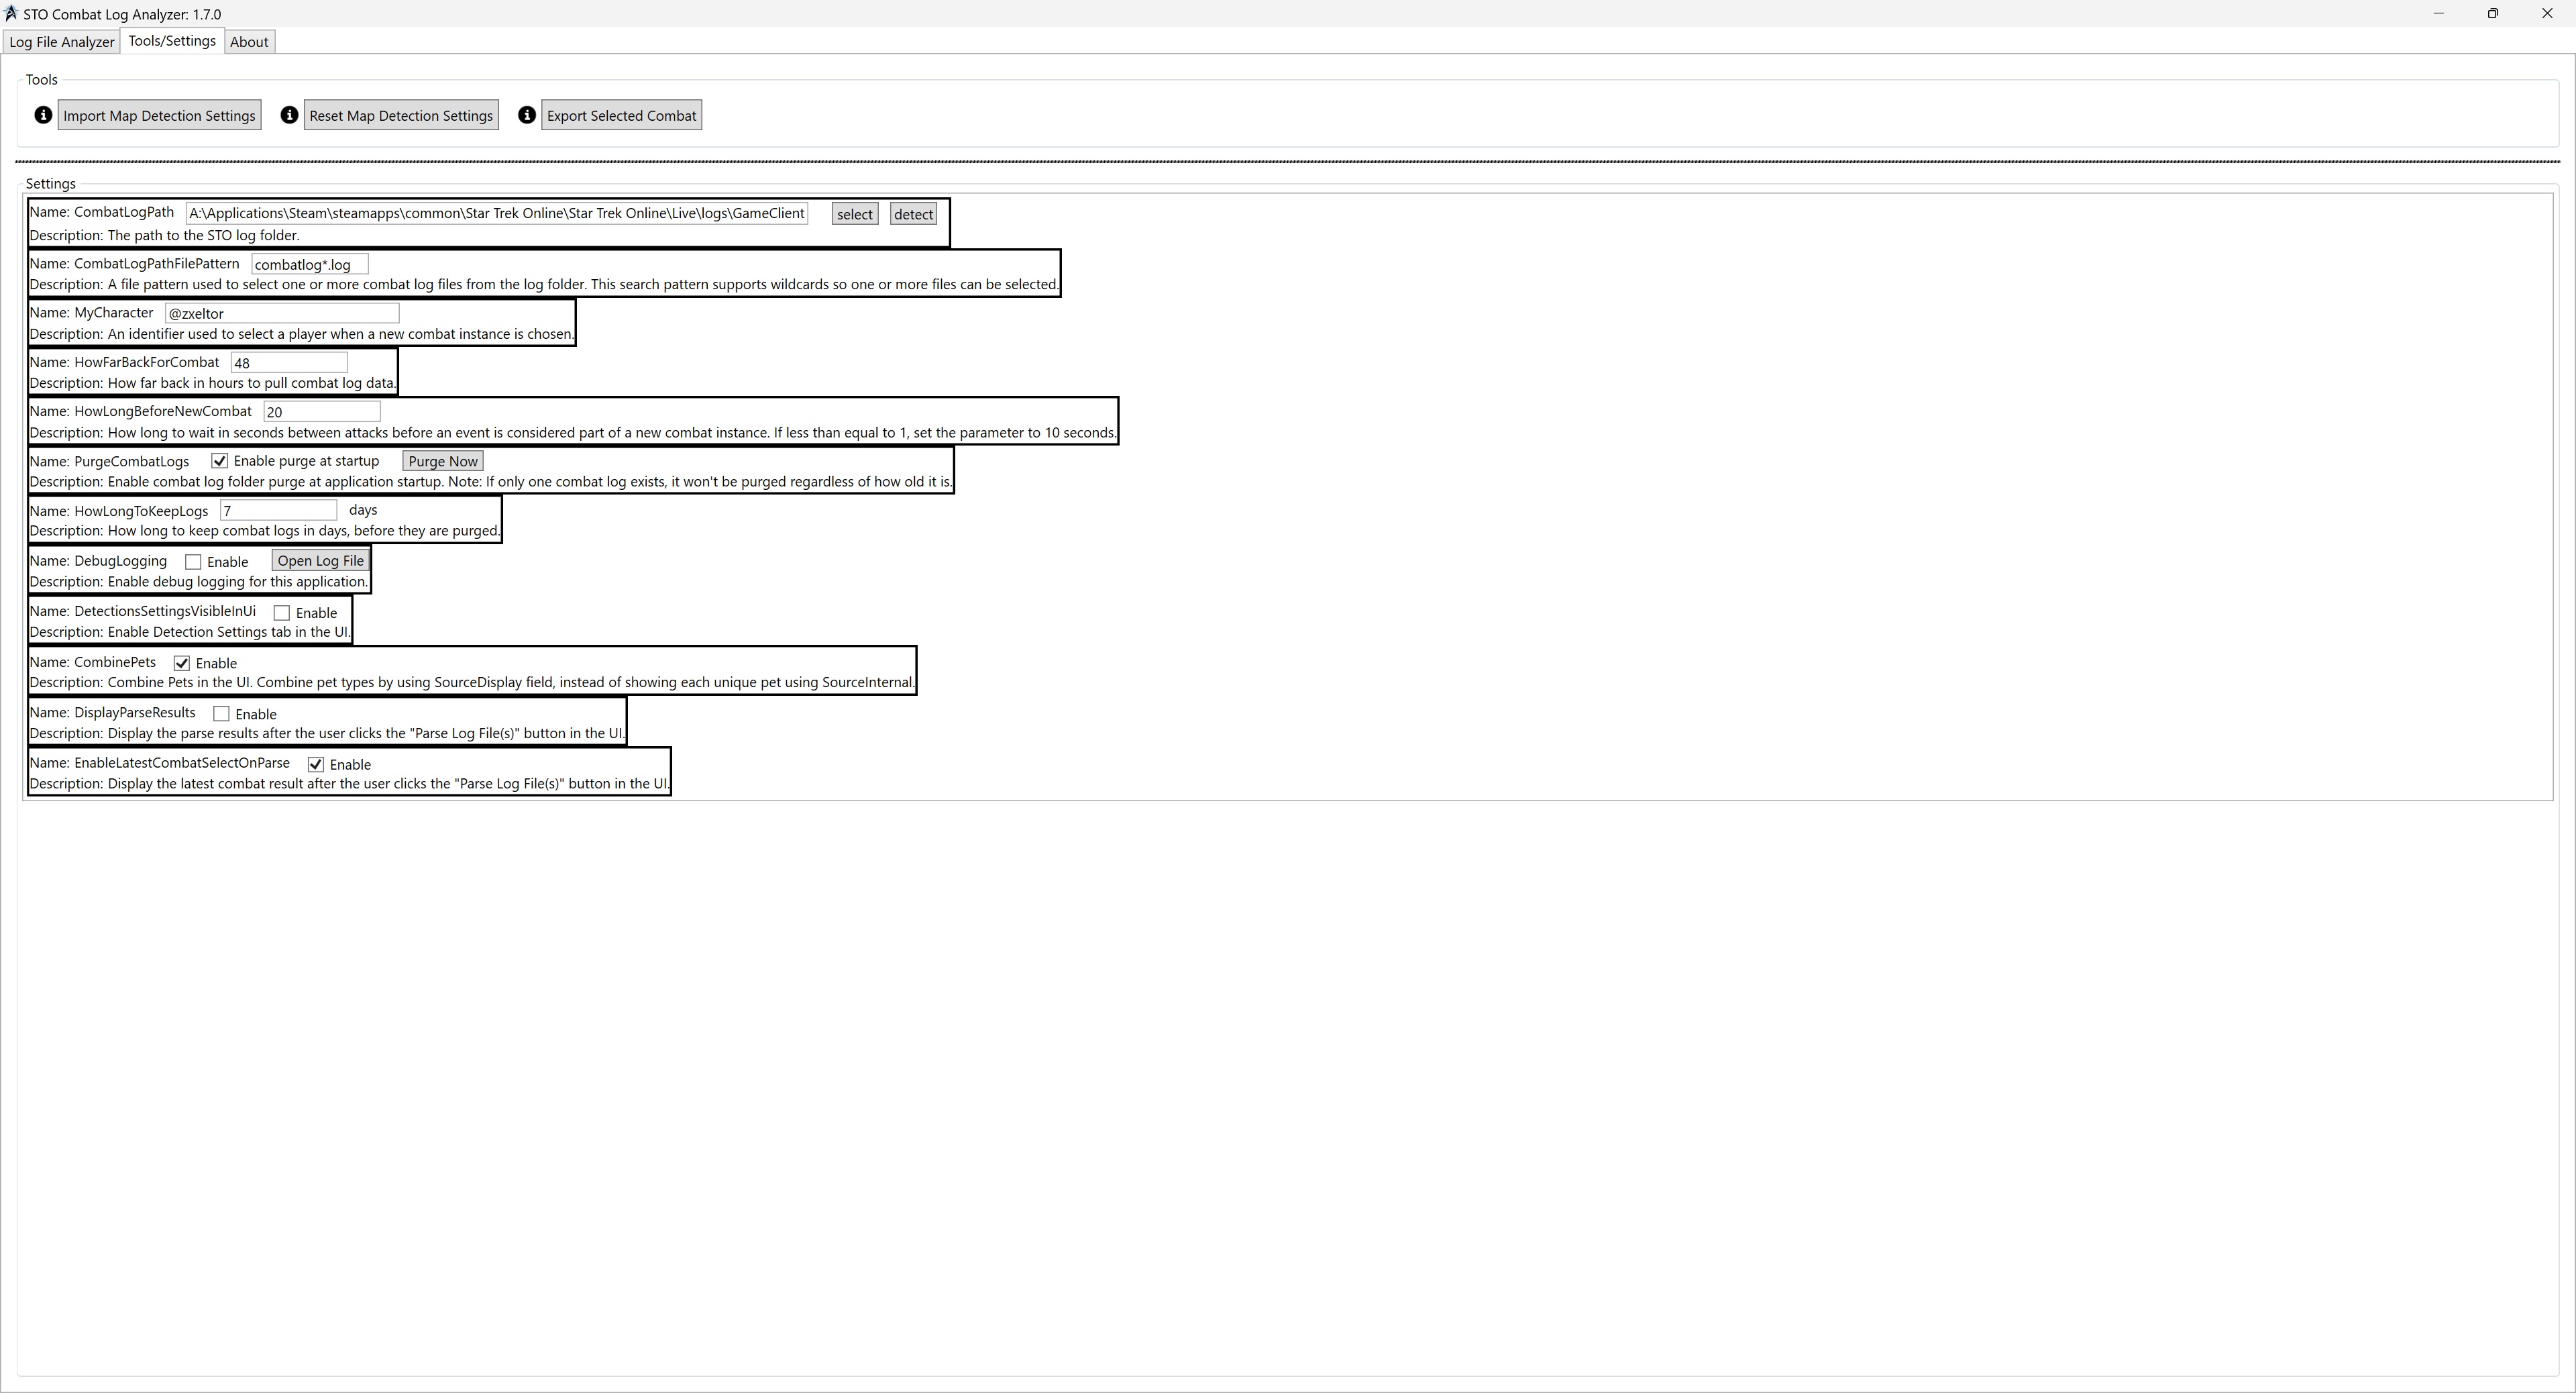 STO Combat Log Analyzer: 1.7.0
Log File Analyzer Tools/Settings About
Tools
Import Map Detection Settings Reset Map Detection Settings Export Selected Combat
Settings
Name: CombatLogPath A:\Applications\Steam\steamapps\common\Star Trek Online\Star Trek Online\Live\logs\GameClient select detect
Description: The path to the STO log folder.
Name: CombatLogPathFilePattern combatlog*.log
Description: A file pattern used to select one or more combat log files from the log folder. This search pattern supports wildcards so one or more files can be selected.
Name: MyCharacter @zxeltor
Description: An identifier used to select a player when a new combat instance is chosen.
Name: HowFarBackForCombat 48
Description: How far back in hours to pull combat log data.
Name: HowLongBeforeNewCombat 20
Description: How long to wait in seconds between attacks before an event is considered part of a new combat instance. If less than equal to 1, set the parameter to 10 seconds.
Name: PurgeCombatLogs Enable purge at startup Purge Now
Description: Enable combat log folder purge at application startup. Note: If only one combat log exists, it won't be purged regardless of how old it is.
Name: HowLongToKeepLogs 7 days
Description: How long to keep combat logs in days, before they are purged.
Name: DebugLogging Enable Open Log File
Description: Enable debug logging for this application.
Name: DetectionsSettingsVisibleInUi Enable
Description: Enable Detection Settings tab in the UI.
Name: CombinePets Enable
Description: Combine Pets in the UI. Combine pet types by using SourceDisplay field, instead of showing each unique pet using SourceInternal.
Name: DisplayParseResults Enable
Description: Display the parse results after the user clicks the "Parse Log File(s)" button in the UI.
Name: EnableLatestCombatSelectOnParse Enable
Description: Display the latest combat result after the user clicks the "Parse Log File(s)" button in the UI.